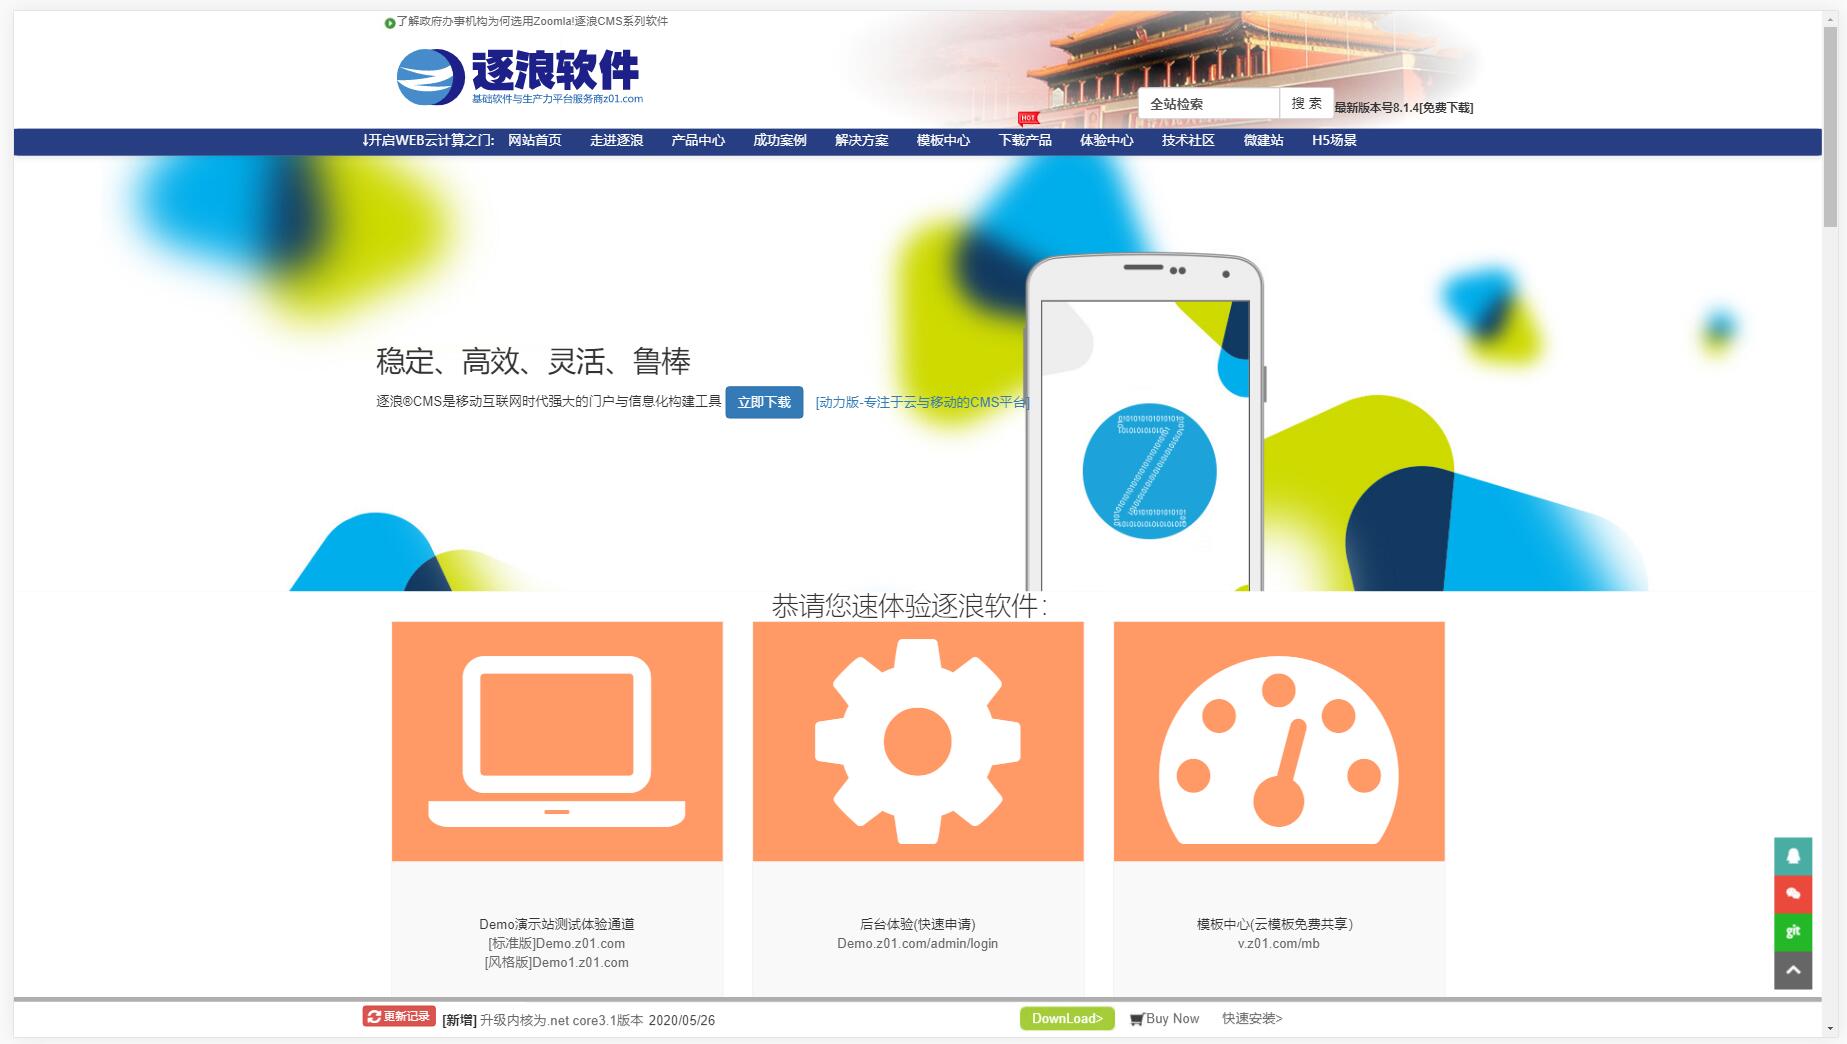 了解政府办事机构为何选用Zoomla!逐浪CMS系列软件
逐浪软件
基础软件与生产力平台服务商z01.com
全站检索
搜 索
最新版本号8.1.4[免费下载]
HOT
开启WEB云计算之门: 网站首页 走进逐浪 产品中心 成功案例 解决方案 模板中心 下载产品 体验中心 技术社区 微建站 H5场景
稳定、高效、灵活、鲁棒
逐浪®CMS是移动互联网时代强大的门户与信息化构建工具 立即下载 [动力版-专注于云与移动的CMS平台]
恭请您速体验逐浪软件：
Demo演示站测试体验通道
[标准版]Demo.z01.com
[风格版]Demo1.z01.com
后台体验(快速申请)
Demo.z01.com/admin/login
模板中心(云模板免费共享)
v.z01.com/mb
git
更新记录 [新增] 升级内核为.net core3.1版本 2020/05/26
DownLoad> Buy Now 快速安装>